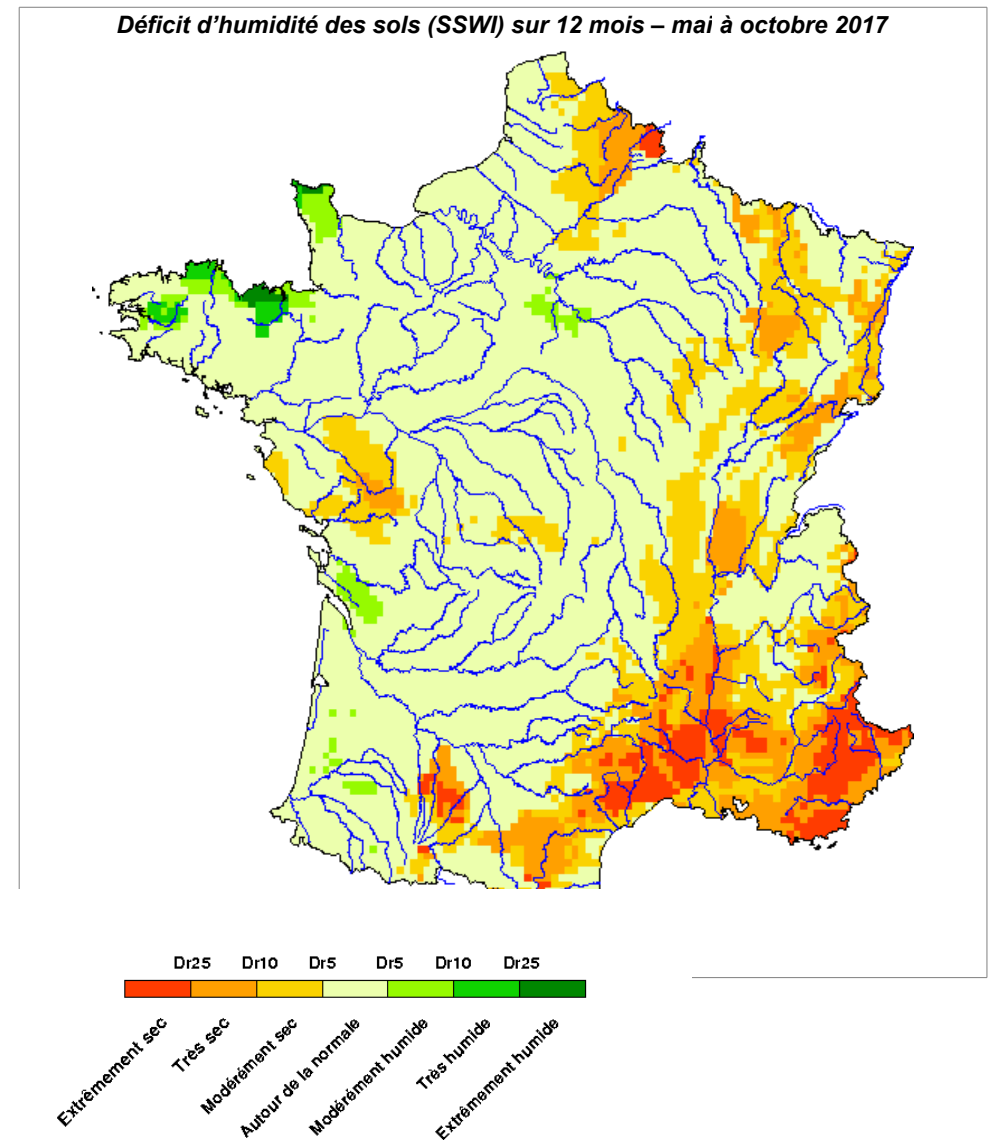 Déficit d’humidité des sols (SSWI) sur 12 mois – mai à octobre 2017
Dr25 Dr10 Dr5 Dr5 Dr10 Dr25
Extrêmement sec
Très sec
Modérément sec
Autour de la normale
Modérément humide
Très humide
Extrêmement humide